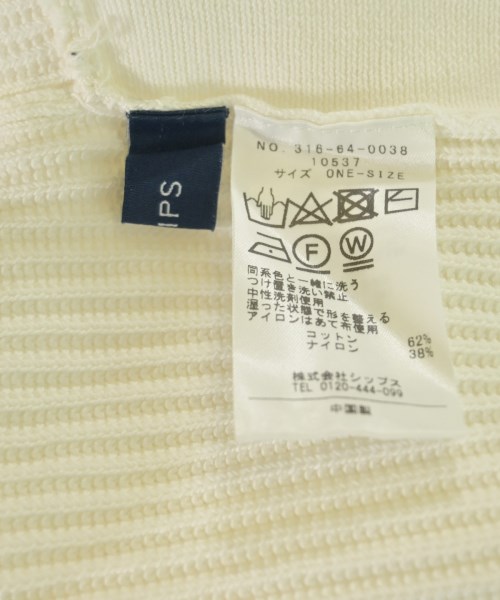 IPS
NO. 316-64-0038
10537
サイズ ONE-SIZE
F W
同系色と一緒に洗う
つけ置き洗い禁止
中性洗剤使用
湿った状態で形を整える
アイロンはあて布使用
コットン 62%
ナイロン 38%
株式会社シップス
TEL 0120-444-099
中国製